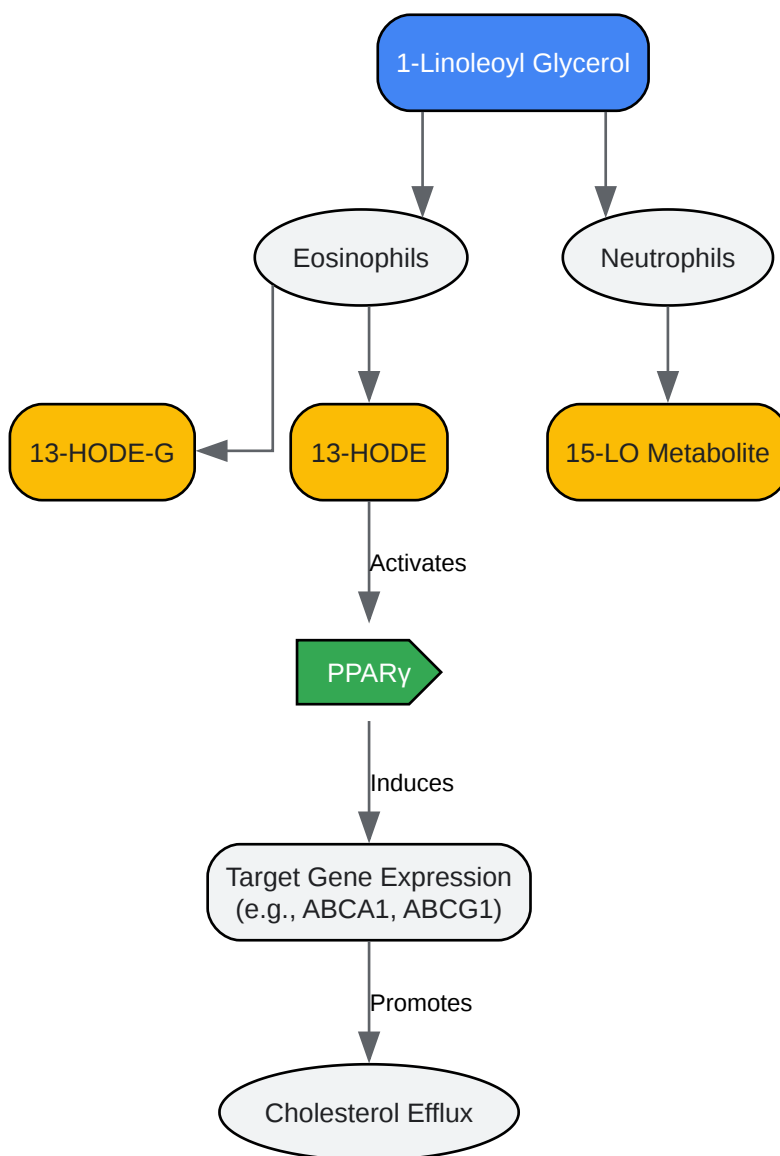 1-Linoleoyl Glycerol
Eosinophils
Neutrophils
13-HODE-G
13-HODE
15-LO Metabolite
Activates
PPARγ
Induces
Target Gene Expression
(e.g., ABCA1, ABCG1)
Promotes
Cholesterol Efflux